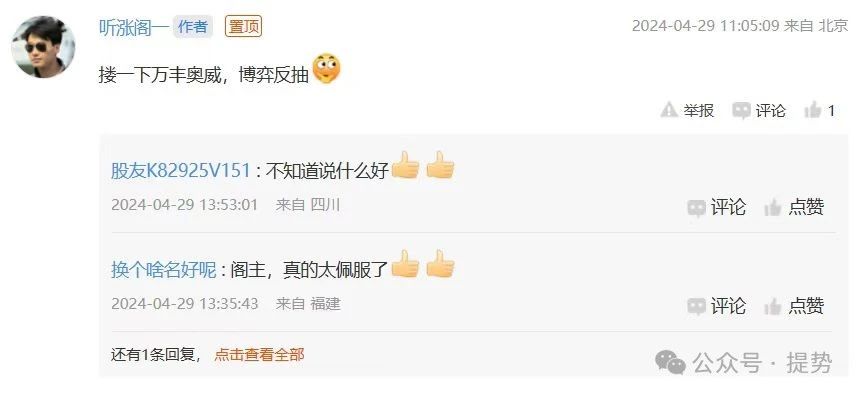 听涨阁一 作者 置顶 2024-04-29 11:05:09 来自 北京
搂一下万丰奥威，博弈反抽
举报 评论 1
股友K82925V151 : 不知道说什么好
2024-04-29 13:53:01 来自 四川 评论 点赞
换个啥名好呢 : 阁主，真的太佩服了
2024-04-29 13:35:43 来自 福建 评论 点赞
还有1条回复， 点击查看全部
公众号 · 提势